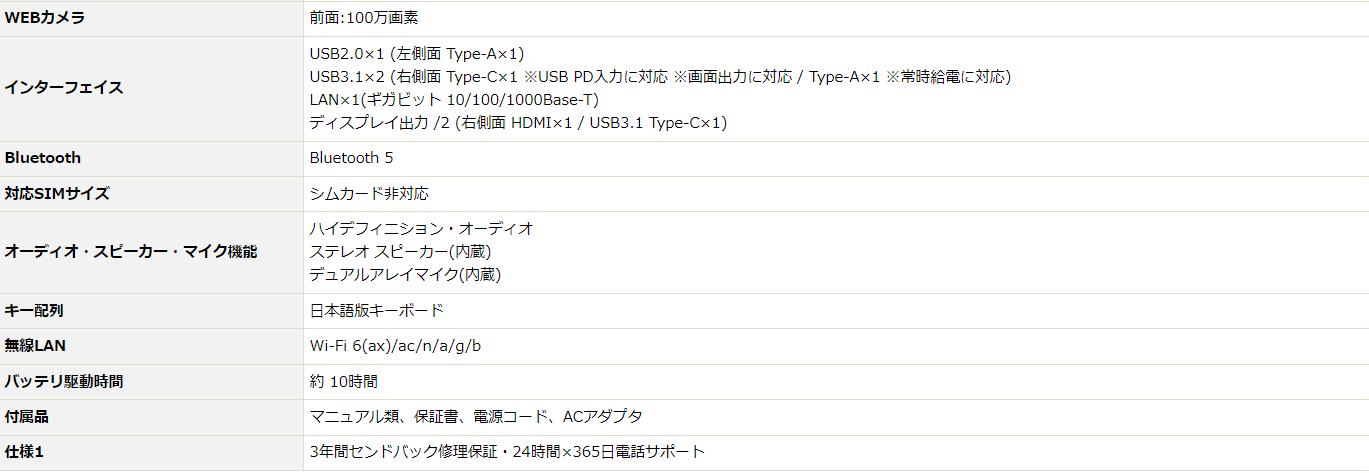 WEBカメラ
前面:100万画素
インターフェイス
USB2.0×1 (左側面 Type-A×1)
USB3.1×2 (右側面 Type-C×1 ※USB PD入力に対応 ※画面出力に対応 / Type-A×1 ※常時給電に対応)
LAN×1(ギガビット 10/100/1000Base-T)
ディスプレイ出力 /2 (右側面 HDMI×1 / USB3.1 Type-C×1)
Bluetooth
Bluetooth 5
対応SIMサイズ
シムカード非対応
オーディオ・スピーカー・マイク機能
ハイデフィニション・オーディオ
ステレオ スピーカー(内蔵)
デュアルアレイマイク(内蔵)
キー配列
日本語版キーボード
無線LAN
Wi-Fi 6(ax)/ac/n/a/g/b
バッテリ駆動時間
約 10時間
付属品
マニュアル類、保証書、電源コード、ACアダプタ
仕様1
3年間センドバック修理保証・24時間×365日電話サポート